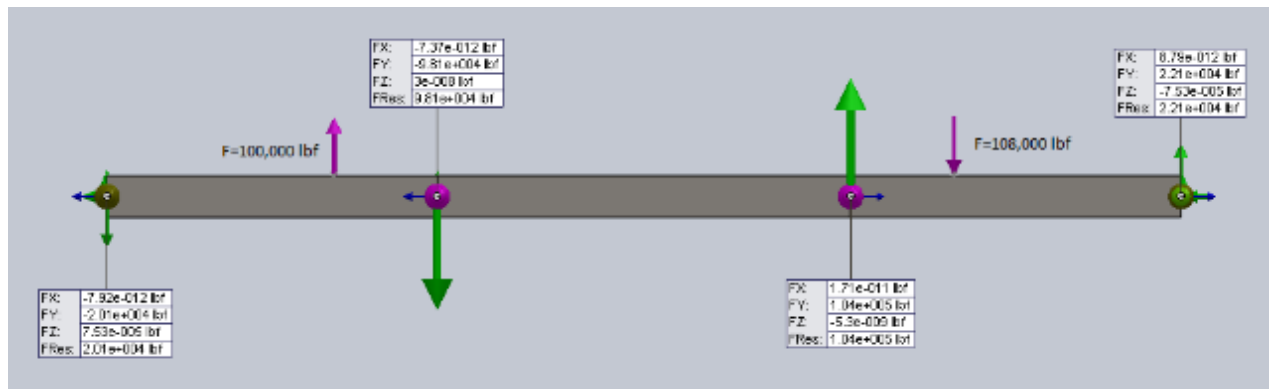 FX: -7.37e-012 lbf
FY: -9.81e+004 lbf
FZ: 3e-008 lbf
FRes: 9.81e+004 lbf
FX: 8.79e-012 lbf
FY: 2.21e+004 lbf
FZ: -7.53e-005 lbf
FRes: 2.21e+004 lbf
F=100,000 lbf
F=108,000 lbf
FX: -7.92e-012 lbf
FY: -2.01e+004 lbf
FZ: 7.53e-005 lbf
FRes: 2.01e+004 lbf
FX: 1.71e-011 lbf
FY: 1.04e+005 lbf
FZ: -5.3e-009 lbf
FRes: 1.04e+005 lbf